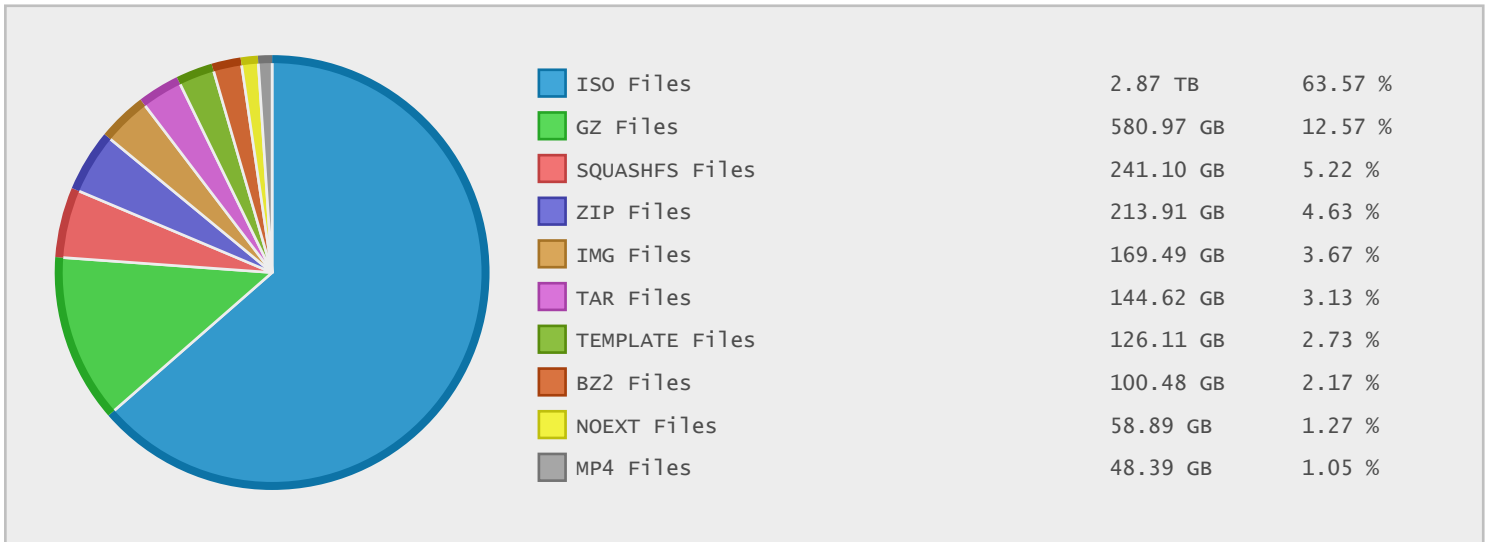 ISO Files 2.87 TB 63.57 %
GZ Files 580.97 GB 12.57 %
SQUASHFS Files 241.10 GB 5.22 %
ZIP Files 213.91 GB 4.63 %
IMG Files 169.49 GB 3.67 %
TAR Files 144.62 GB 3.13 %
TEMPLATE Files 126.11 GB 2.73 %
BZ2 Files 100.48 GB 2.17 %
NOEXT Files 58.89 GB 1.27 %
MP4 Files 48.39 GB 1.05 %